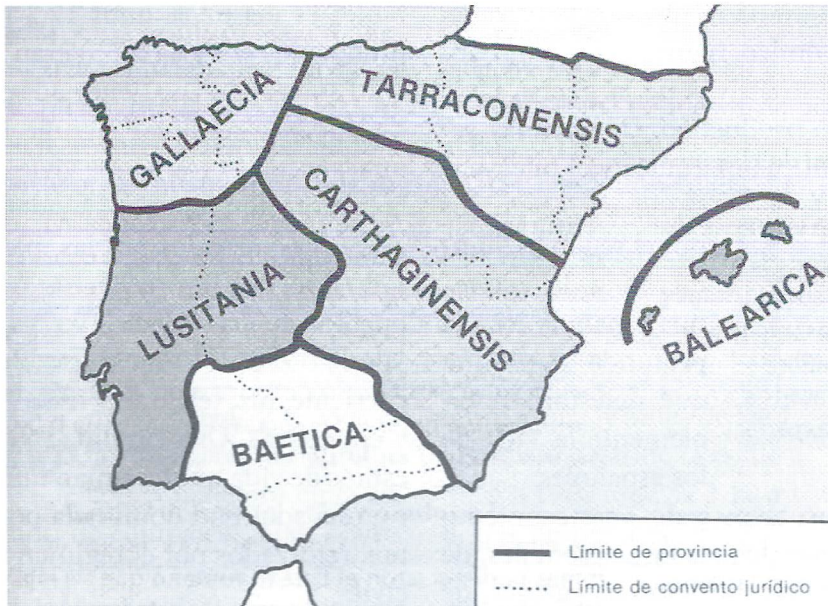 GALLAECIA
TARRACONENSIS
CARTHAGINENSIS
LUSITANIA
BALEARICA
BAETICA
Límite de provincia
Límite de convento jurídico